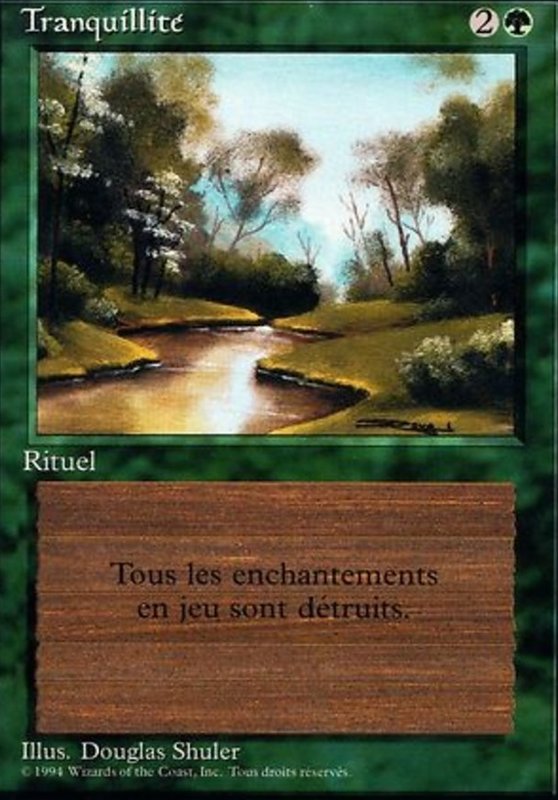 Tranquillité
2
Rituel
Tous les enchantements
en jeu sont détruits.
Illus. Douglas Shuler
© 1994 Wizards of the Coast, Inc. Tous droits réservés.